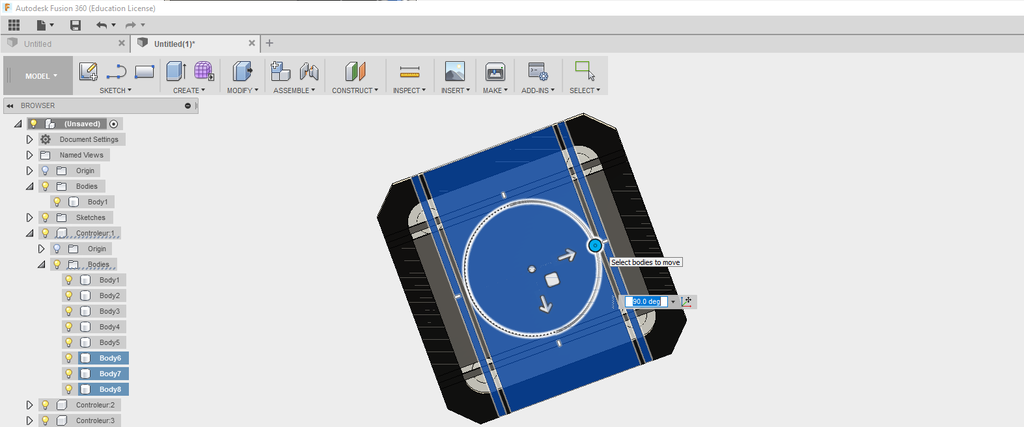 Autodesk Fusion 360 (Education License)
Untitled
Untitled(1)*
MODEL
SKETCH
CREATE
MODIFY
ASSEMBLE
CONSTRUCT
INSPECT
INSERT
MAKE
ADD-INS
SELECT
BROWSER
(Unsaved)
Document Settings
Named Views
Origin
Bodies
Body1
Sketches
Controleur:1
Origin
Bodies
Body1
Body2
Body3
Body4
Body5
Body6
Body7
Body8
Controleur:2
Controleur:3
Select bodies to move
90.0 deg